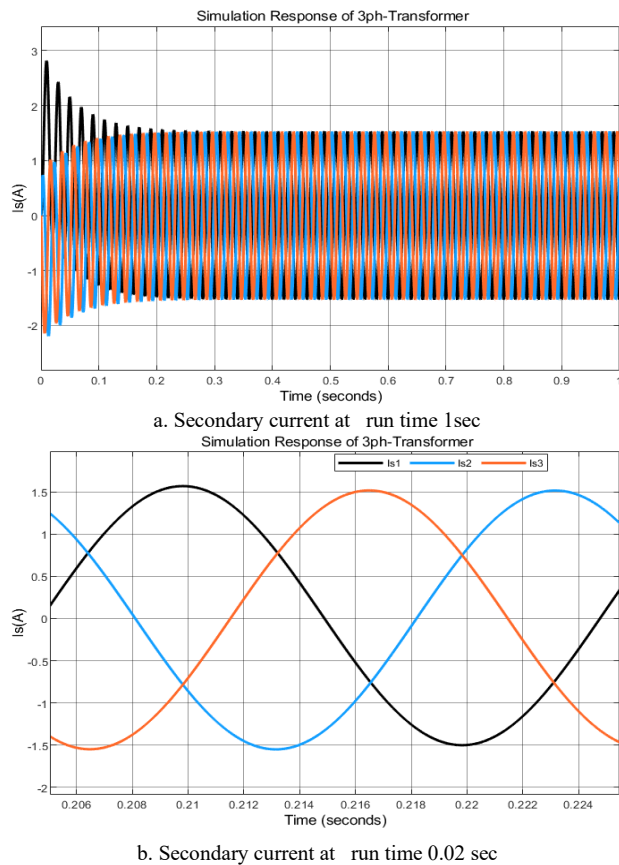 Simulation Response of 3ph-Transformer
3
2
1
0
-1
-2
Is(A)
0 0.1 0.2 0.3 0.4 0.5 0.6 0.7 0.8 0.9 1
Time (seconds)
a. Secondary current at run time 1sec
Simulation Response of 3ph-Transformer
Is1 Is2 Is3
1.5
1
0.5
0
-0.5
-1
-1.5
-2
Is(A)
0.206 0.208 0.21 0.212 0.214 0.216 0.218 0.22 0.222 0.224
Time (seconds)
b. Secondary current at run time 0.02 sec